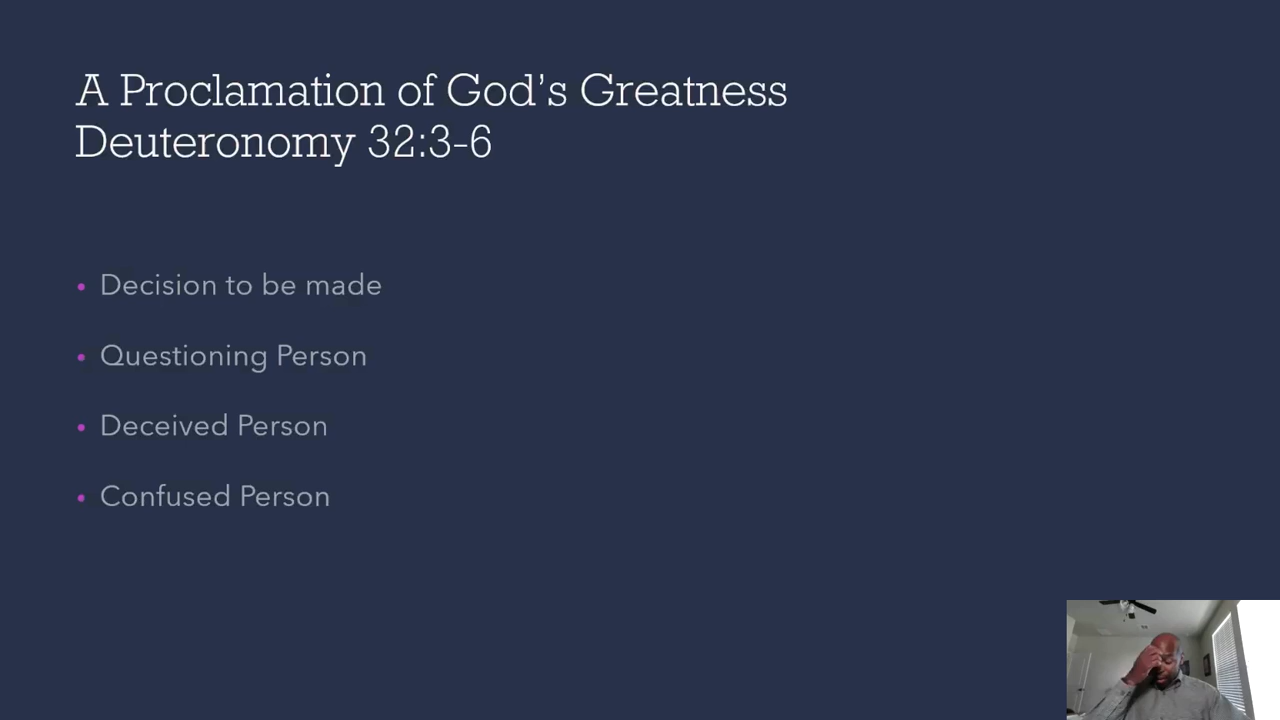 A Proclamation of God's Greatness
Deuteronomy 32:3-6
• Decision to be made
• Questioning Person
• Deceived Person
• Confused Person